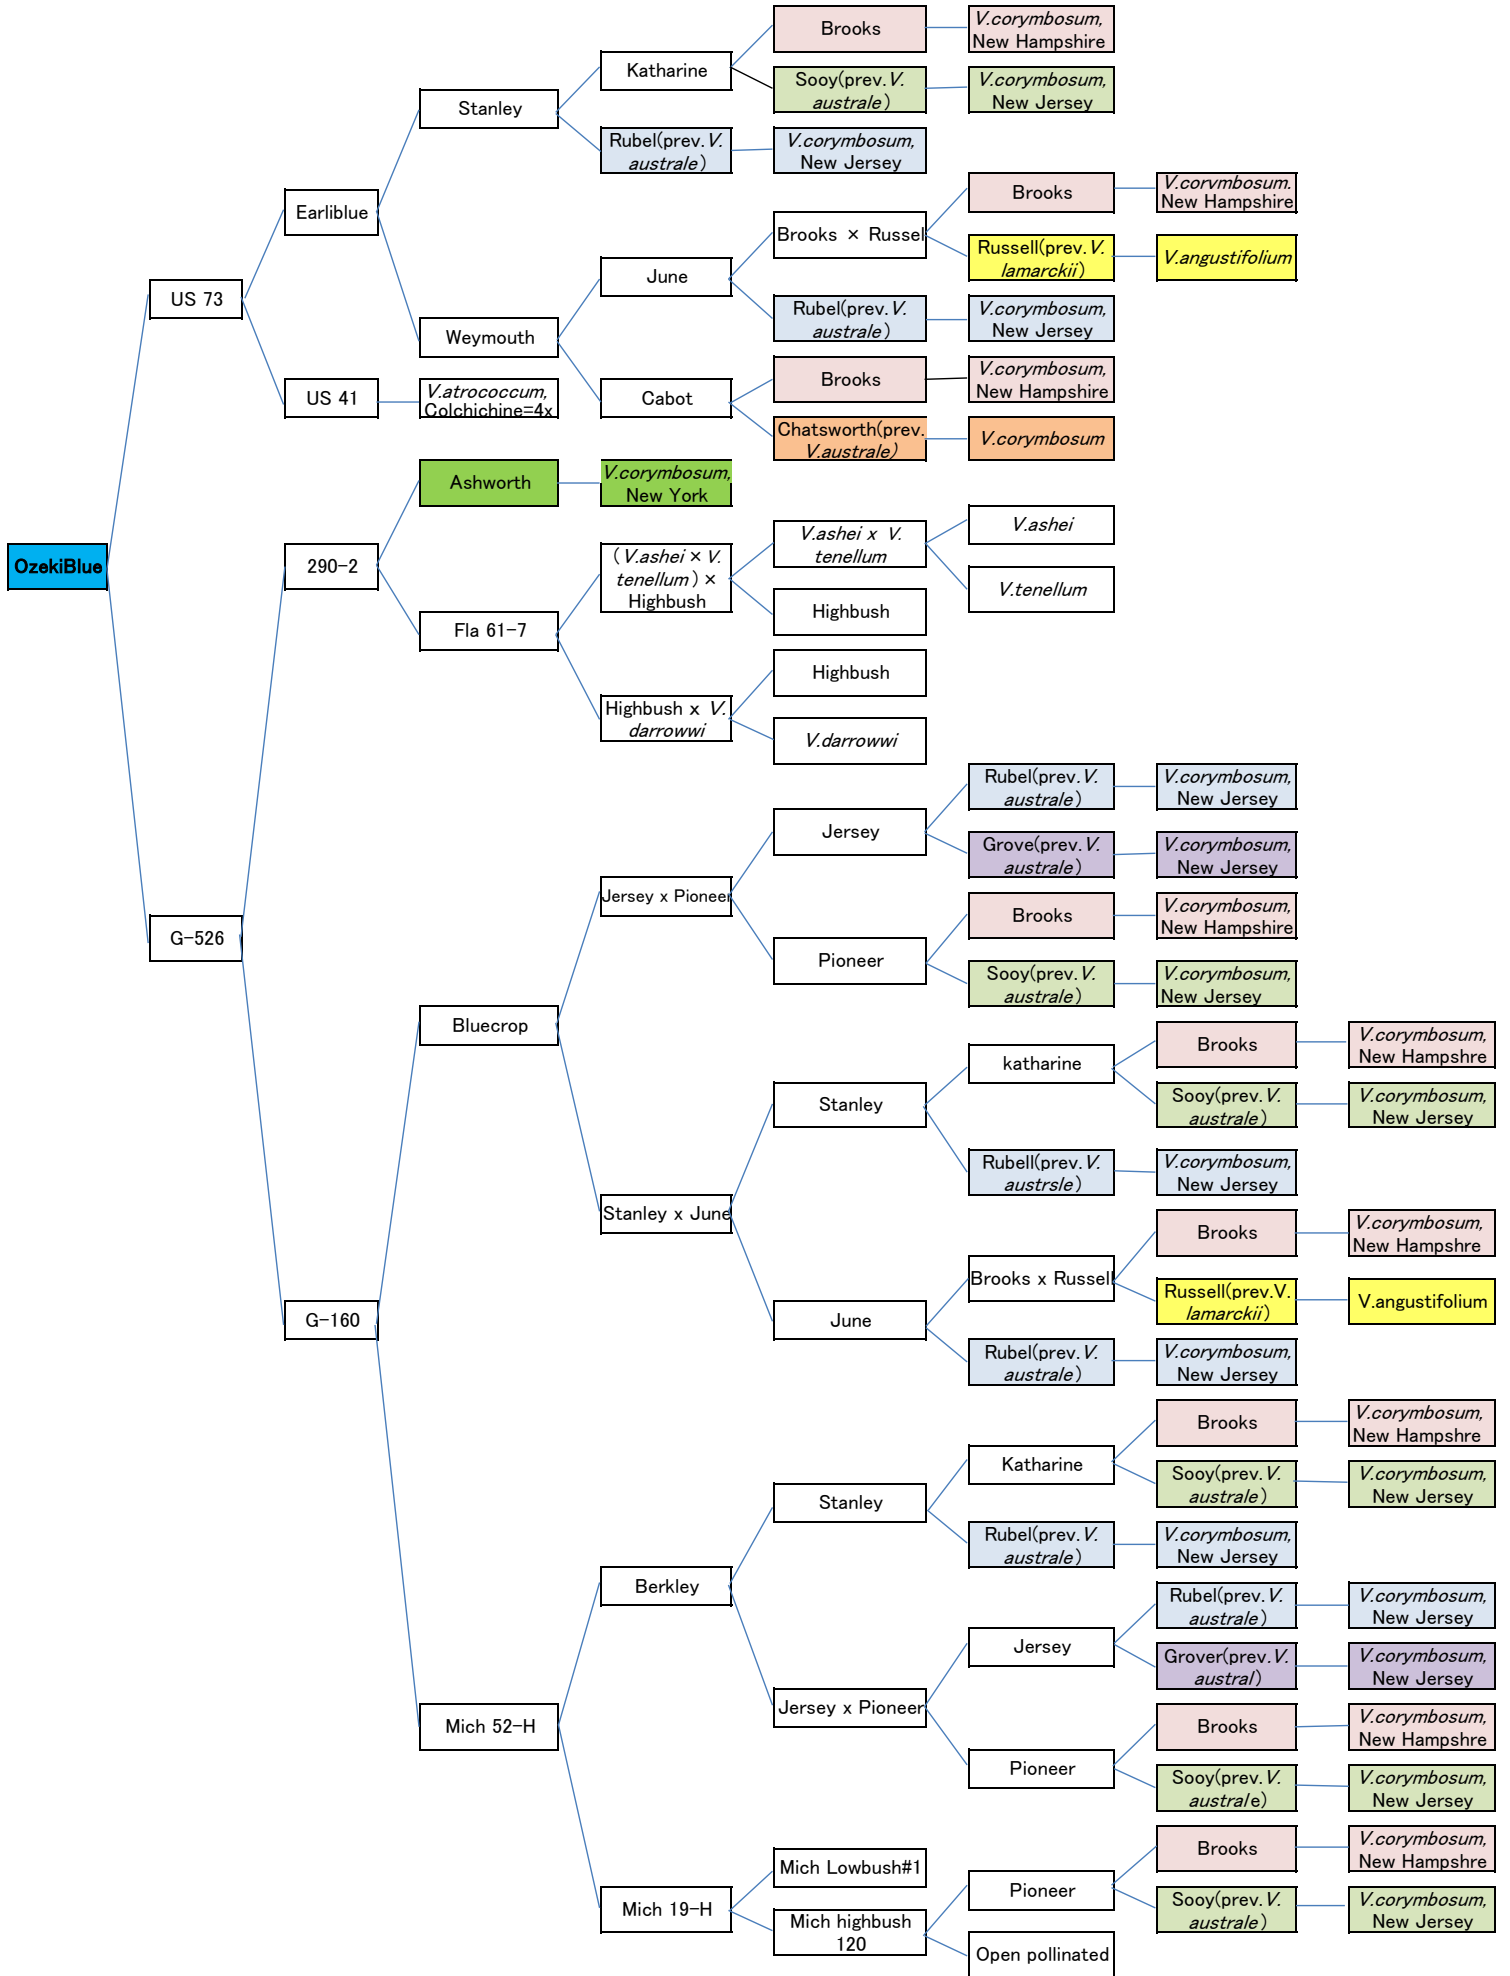 Brooks
V.corymbosum,
New Hampshire
Katharine
Sooy(prev.V.
australe)
V.corymbosum,
New Jersey
Stanley
Rubel(prev.V.
australe)
V.corymbosum,
New Jersey
Earliblue
Brooks
V.corymbosum.
New Hampshire
Brooks × Russel
Russell(prev.V.
lamarckii)
V.angustifolium
June
US 73
Rubel(prev.V.
australe)
V.corymbosum,
New Jersey
Weymouth
Brooks
V.corymbosum,
New Hampshire
US 41
V.atrococcum,
Colchichine=4x
Cabot
Chatsworth(prev.
V.australe)
V.corymbosum
Ashworth
V.corymbosum,
New York
V.ashei
V.ashei x V.
tenellum
OzekiBlue
290-2
(V.ashei × V.
tenellum) ×
Highbush
V.tenellum
Highbush
Fla 61-7
Highbush
Highbush x V.
darrowwi
V.darrowwi
Rubel(prev.V.
australe)
V.corymbosum,
New Jersey
Jersey
Grove(prev.V.
australe)
V.corymbosum,
New Jersey
Jersey x Pioneer
Brooks
V.corymbosum,
New Hampshire
G-526
Pioneer
Sooy(prev.V.
australe)
V.corymbosum,
New Jersey
Bluecrop
Brooks
V.corymbosum,
New Hampshre
katharine
Sooy(prev.V.
australe)
V.corymbosum,
New Jersey
Stanley
Rubell(prev.V.
austrsle)
V.corymbosum,
New Jersey
Stanley x June
Brooks
V.corymbosum,
New Hampshre
Brooks x Russell
Russell(prev.V.
lamarckii)
V.angustifolium
G-160
June
Rubel(prev.V.
australe)
V.corymbosum,
New Jersey
Brooks
V.corymbosum,
New Hampshre
Katharine
Sooy(prev.V.
australe)
V.corymbosum,
New Jersey
Stanley
Rubel(prev.V.
australe)
V.corymbosum,
New Jersey
Berkley
Rubel(prev.V.
australe)
V.corymbosum,
New Jersey
Jersey
Grover(prev.V.
austral)
V.corymbosum,
New Jersey
Jersey x Pioneer
Mich 52-H
Brooks
V.corymbosum,
New Hampshre
Pioneer
Sooy(prev.V.
australe)
V.corymbosum,
New Jersey
Brooks
V.corymbosum,
New Hampshre
Mich Lowbush#1
Pioneer
Sooy(prev.V.
australe)
V.corymbosum,
New Jersey
Mich 19-H
Mich highbush
120
Open pollinated